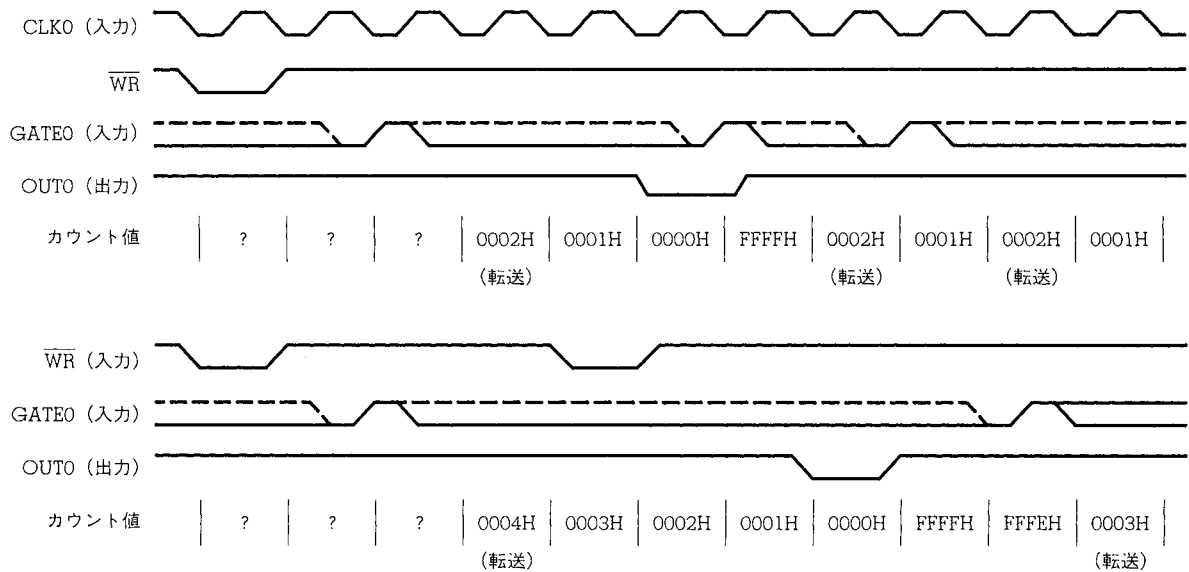 CLK0 (入力)
WR
GATE0 (入力)
OUT0 (出力)
カウント値 ? ? ? 0002H 0001H 0000H FFFFH 0002H 0001H 0002H 0001H
(転送) (転送) (転送)
WR (入力)
GATE0 (入力)
OUT0 (出力)
カウント値 ? ? ? 0004H 0003H 0002H 0001H 0000H FFFFH FFFEH 0003H
(転送) (転送)